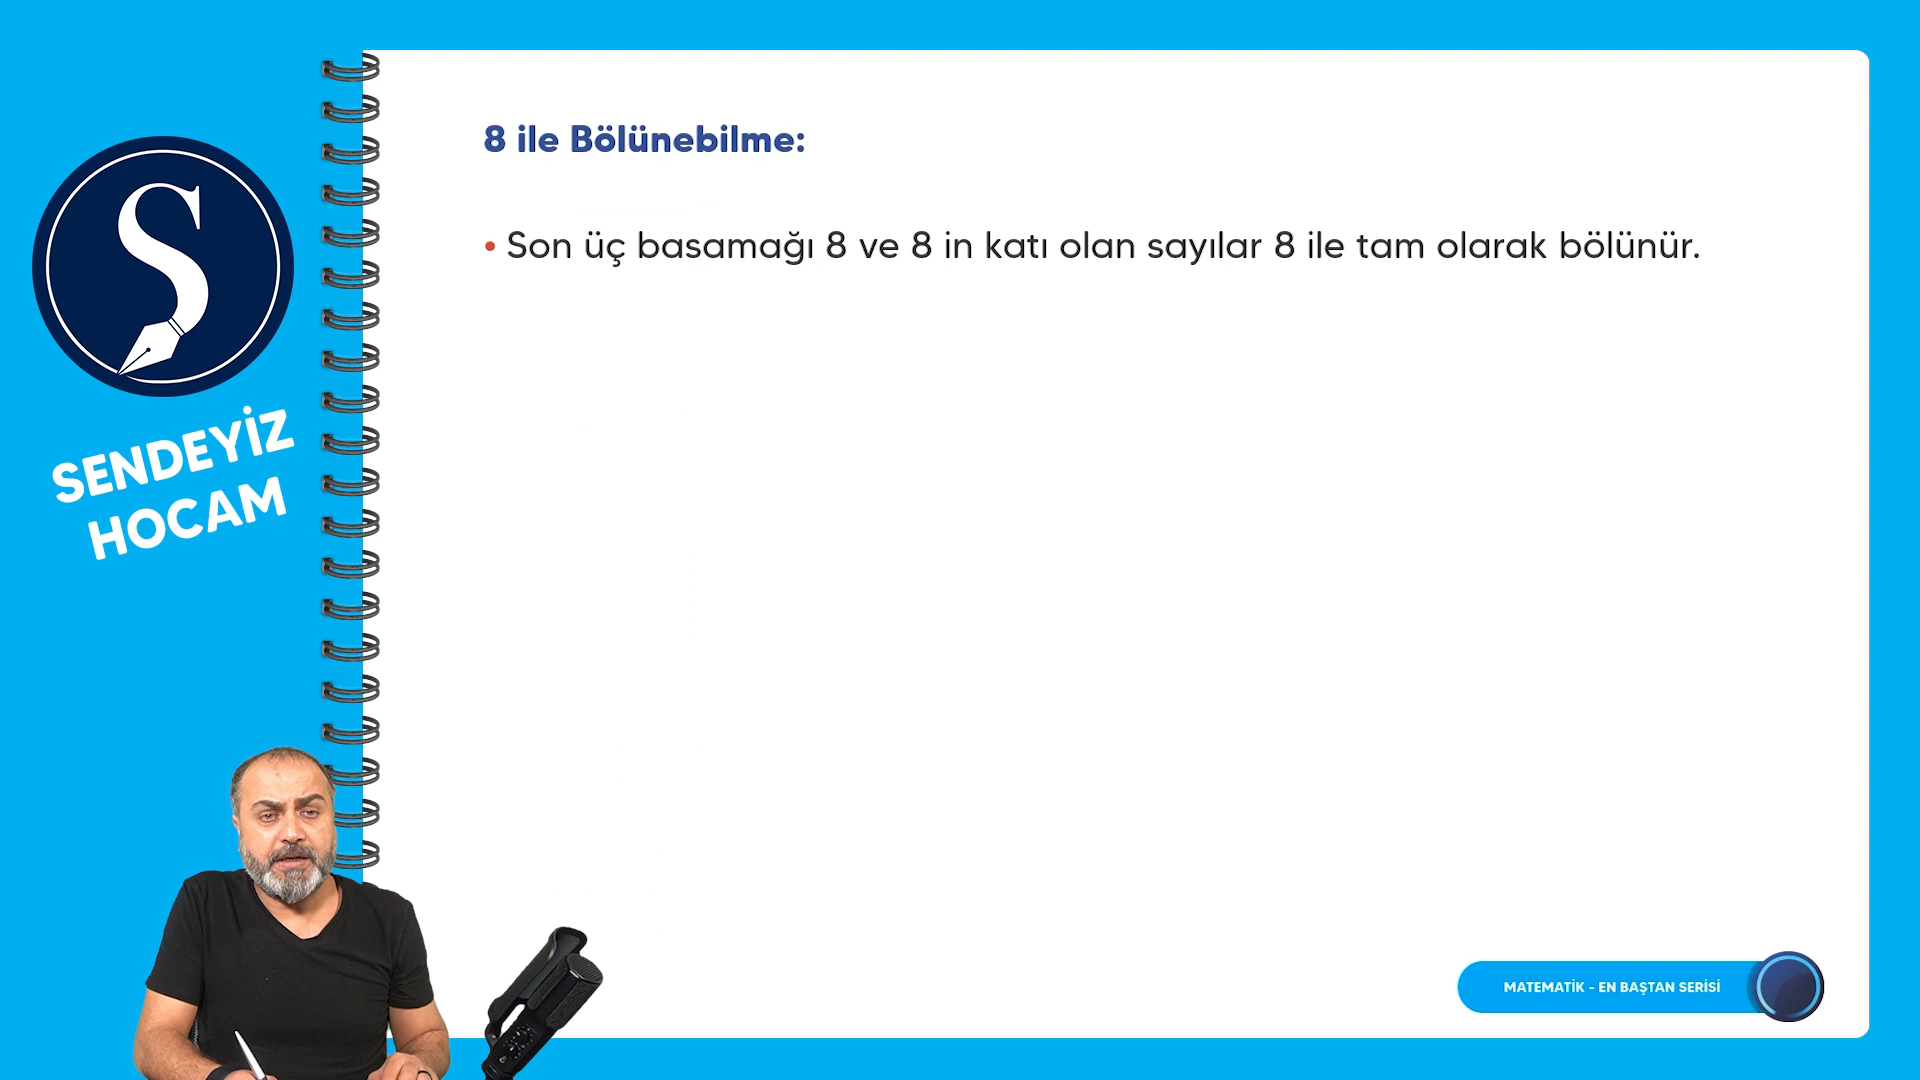 8 ile Bölünebilme:
• Son üç basamağı 8 ve 8 in katı olan sayılar 8 ile tam olarak bölünür.
SENDEYİZ
HOCAM
MATEMATİK - EN BAŞTAN SERİSİ